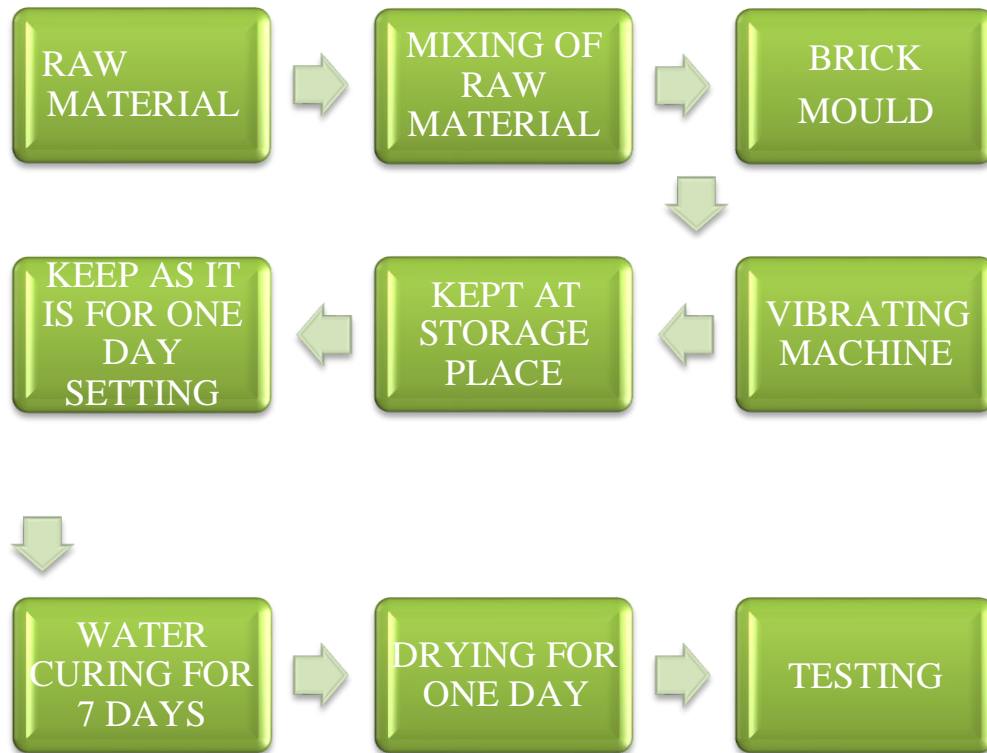 RAW
MATERIAL
MIXING OF
RAW
MATERIAL
BRICK
MOULD
VIBRATING
MACHINE
KEPT AT
STORAGE
PLACE
KEEP AS IT
IS FOR ONE
DAY
SETTING
WATER
CURING FOR
7 DAYS
DRYING FOR
ONE DAY
TESTING